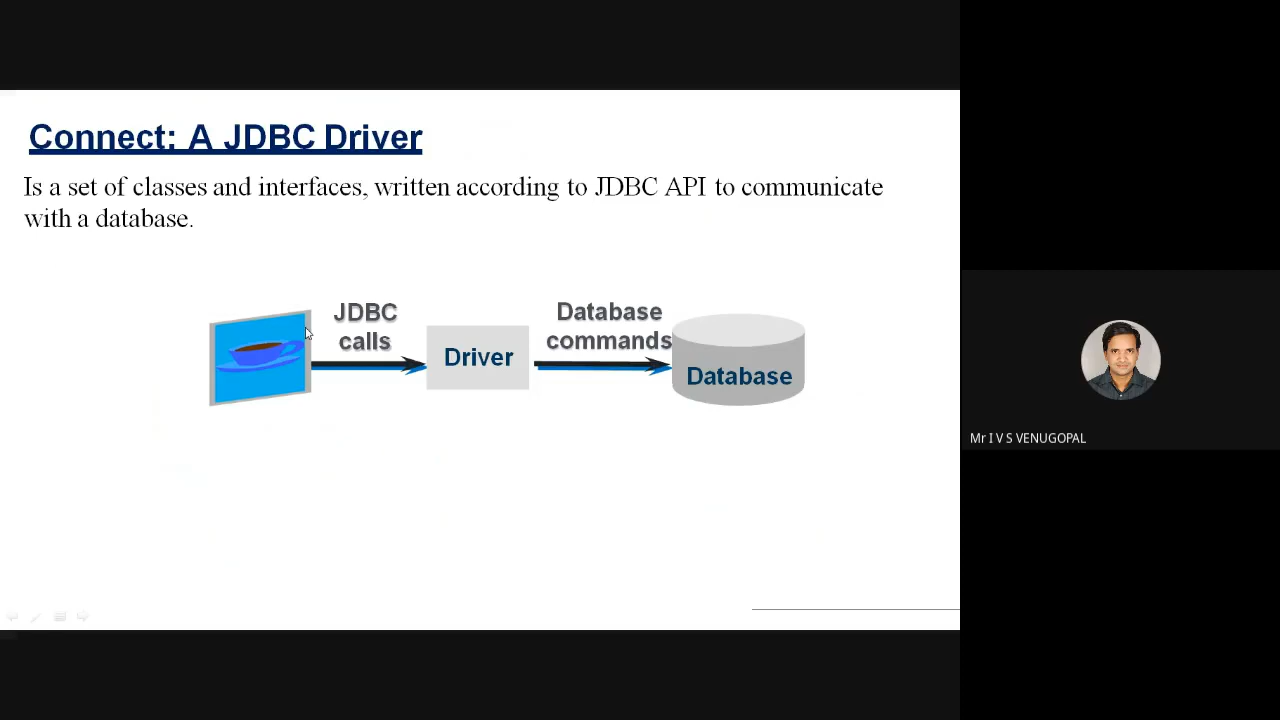 Connect: A JDBC Driver
Is a set of classes and interfaces, written according to JDBC API to communicate
with a database.
JDBC
calls
Driver
Database
commands
Database
Mr I V S VENUGOPAL